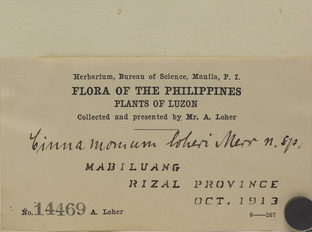 Herbarium, Bureau of Science, Manila, P. I.
FLORA OF THE PHILIPPINES
PLANTS OF LUZON
Collected and presented by Mr. A. Loher
Cinnamomum loheri Merr n. sp.
MABILUANG
RIZAL PROVINCE
OCT. 1913
No. 14469 A. Loher
8—267